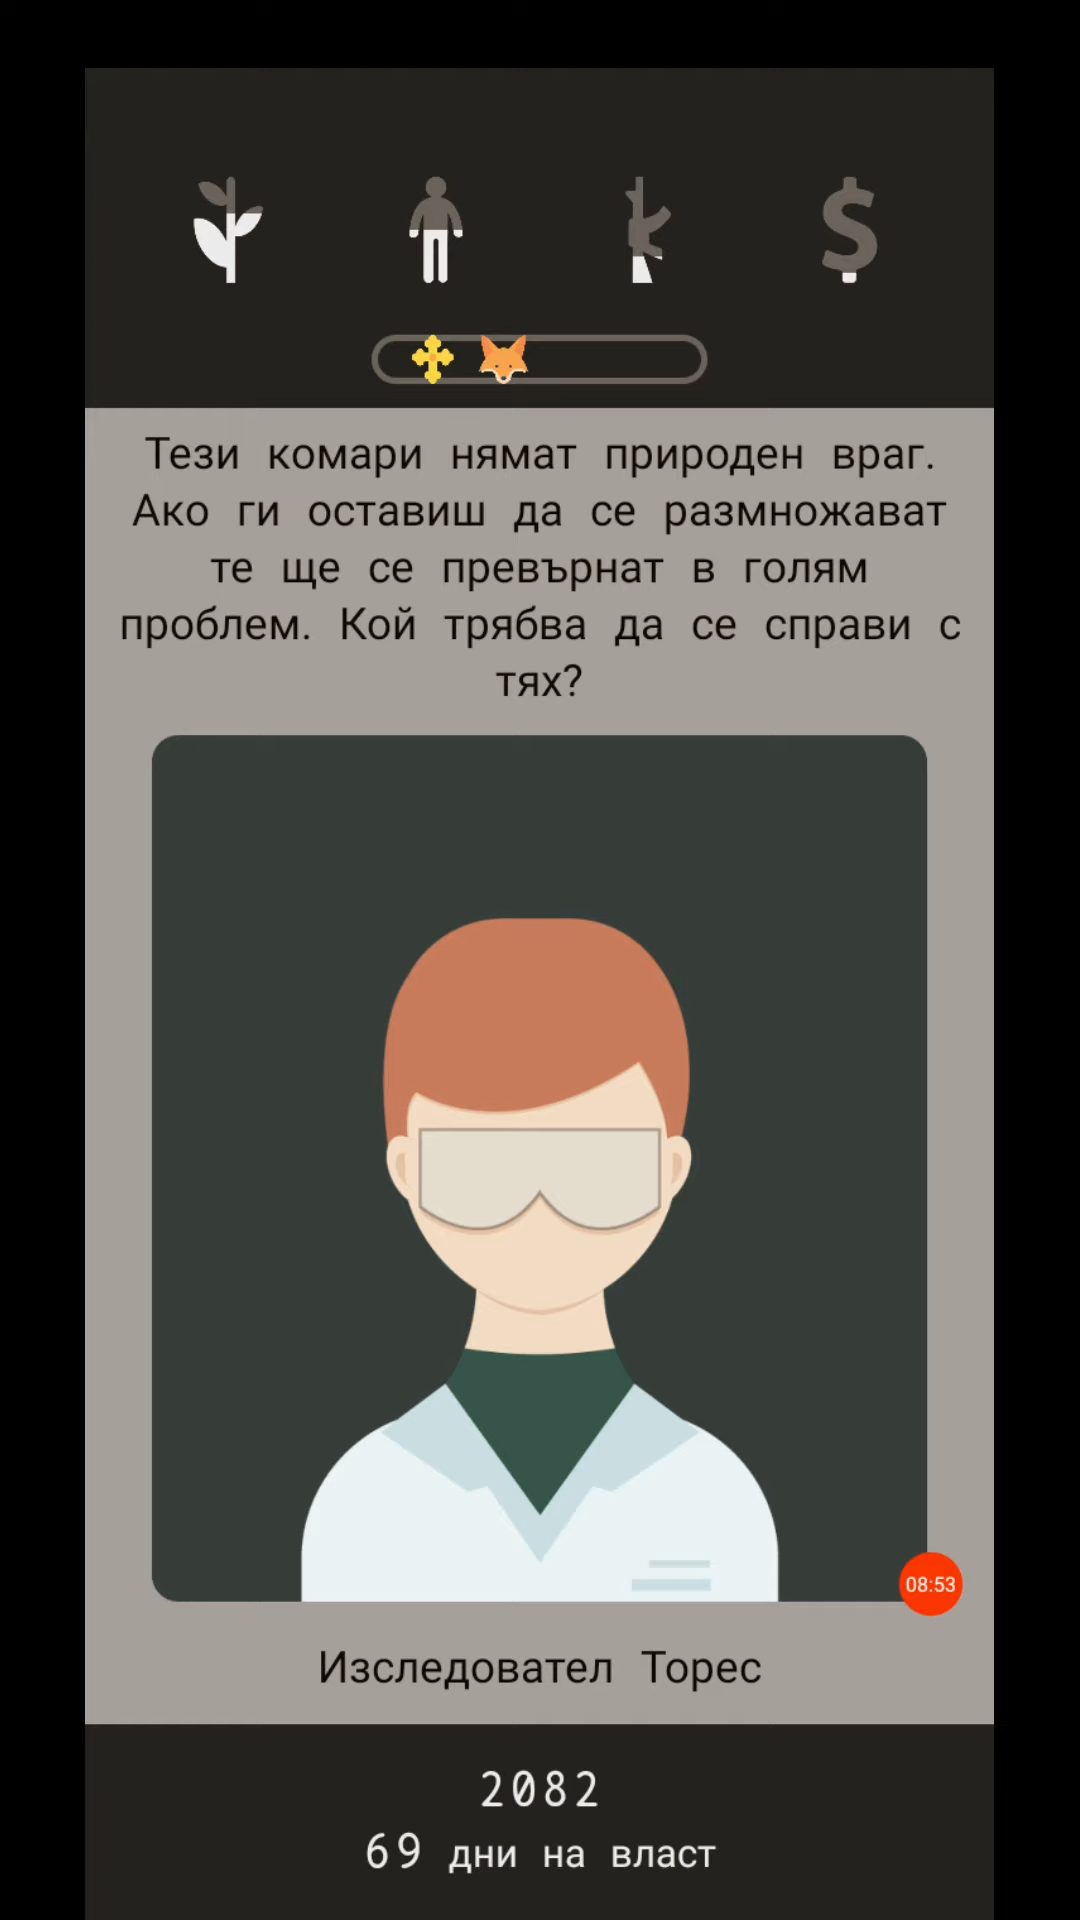 Тези комари нямат природен враг.
Ако ги оставиш да се размножават
те ще се превърнат в голям
проблем. Кой трябва да се справи с
тях?
08:53
Изследовател Торес
2082
69 дни на власт